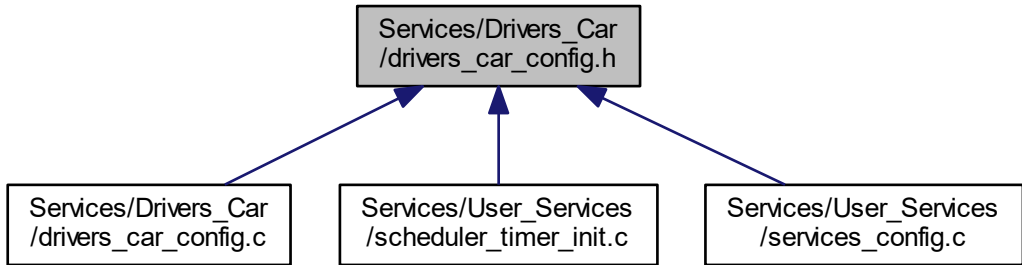 Services/Drivers_Car
/drivers_car_config.h
Services/Drivers_Car
/drivers_car_config.c
Services/User_Services
/scheduler_timer_init.c
Services/User_Services
/services_config.c